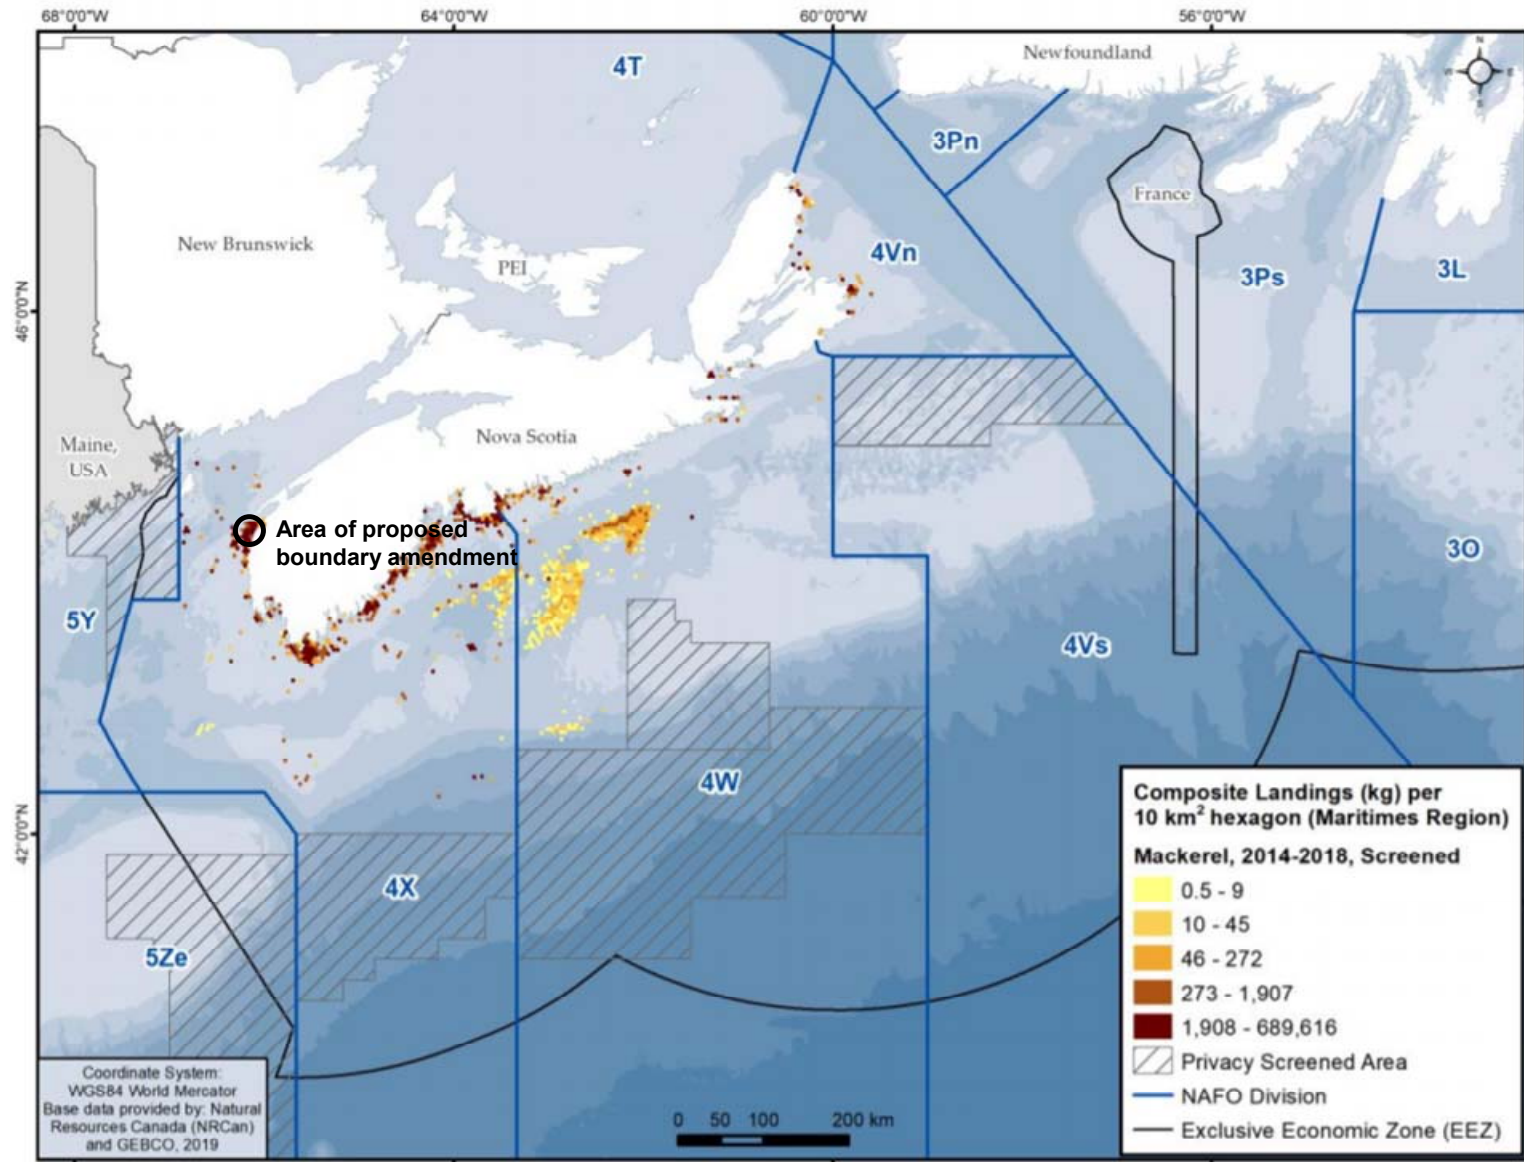 68°0'0"W
64°0'0"W
60°0'0"W
56°0'0"W
N
W
E
S
4T
Newfoundland
3Pn
France
New Brunswick
PEI
4Vn
3Ps
3L
46°0'0"N
Maine,
USA
Nova Scotia
Area of proposed
boundary amendment
3O
5Y
4Vs
4W
42°0'0"N
4X
5Ze
Composite Landings (kg) per
10 km² hexagon (Maritimes Region)
Mackerel, 2014-2018, Screened
0.5 - 9
10 - 45
46 - 272
273 - 1,907
1,908 - 689,616
Privacy Screened Area
NAFO Division
Exclusive Economic Zone (EEZ)
Coordinate System:
WGS84 World Mercator
Base data provided by: Natural
Resources Canada (NRCan)
and GEBCO, 2019
0 50 100 200 km